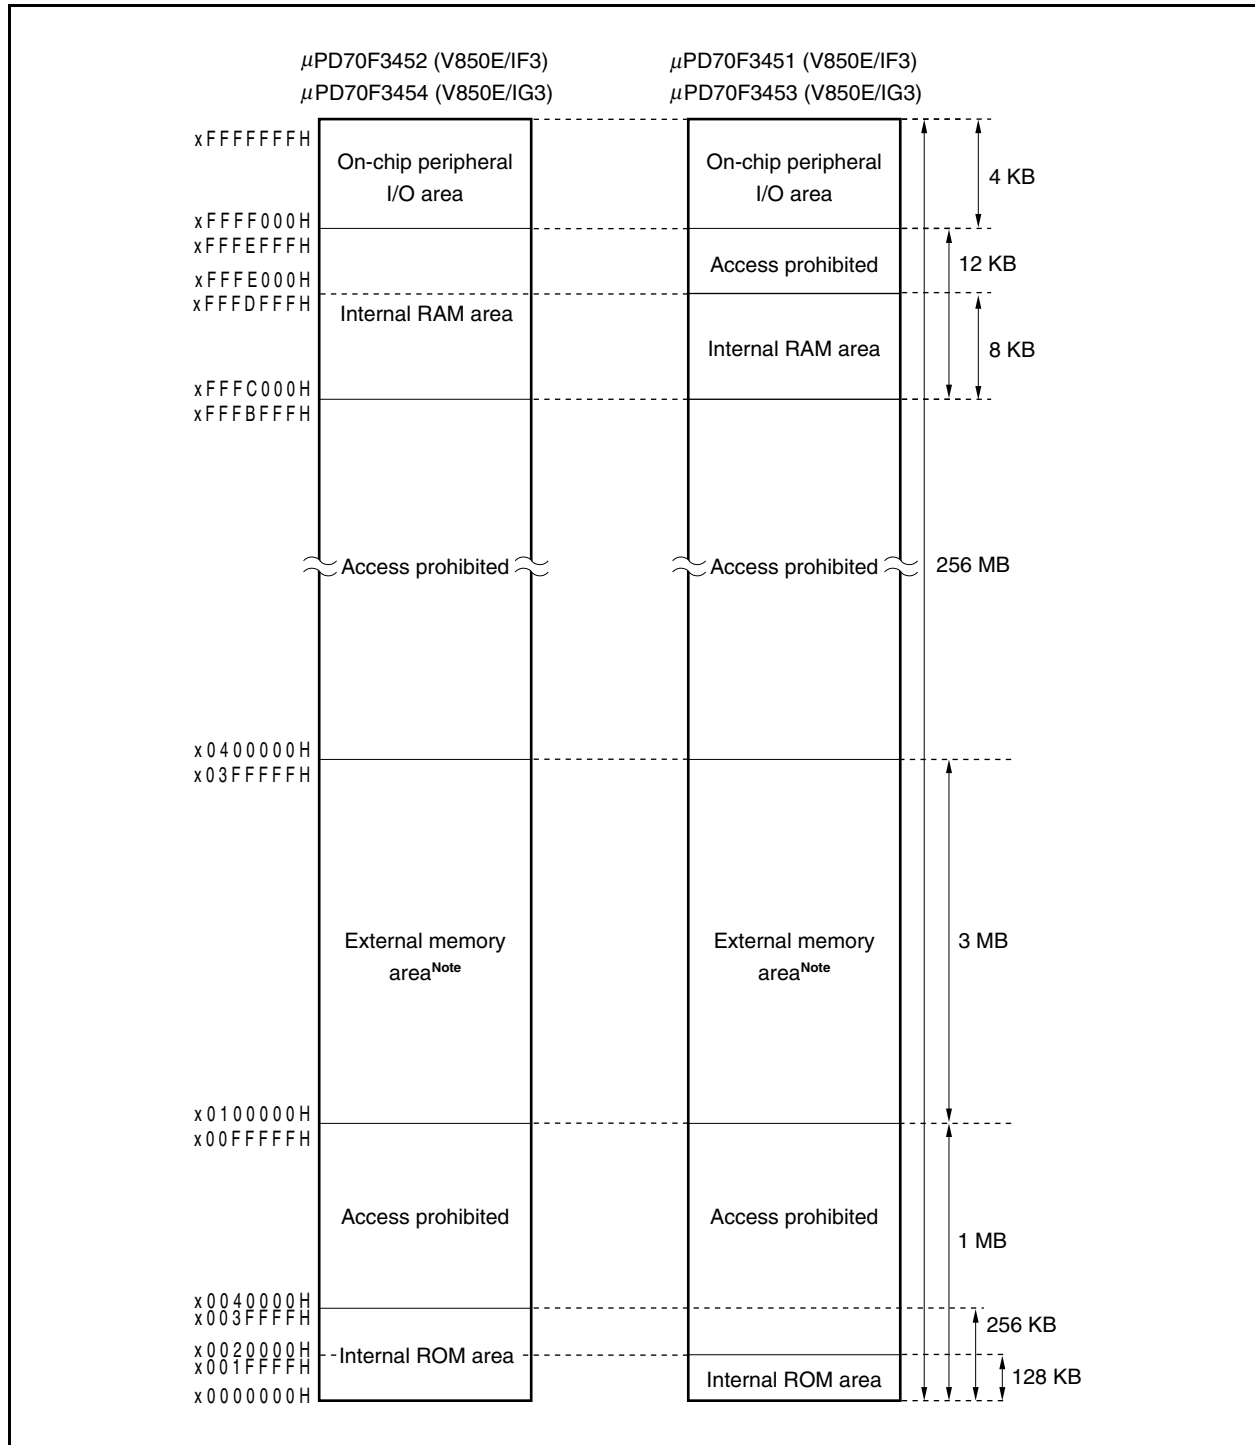 μPD70F3452 (V850E/IF3)
μPD70F3454 (V850E/IG3)
μPD70F3451 (V850E/IF3)
μPD70F3453 (V850E/IG3)
xFFFFFFFH
On-chip peripheral
I/O area
On-chip peripheral
I/O area
4 KB
xFFFF000H
xFFFEFFFH
Access prohibited
12 KB
xFFFE000H
xFFFDFFFH
Internal RAM area
Internal RAM area
8 KB
xFFFC000H
xFFFBFFFH
Access prohibited
Access prohibited
256 MB
x0400000H
x03FFFFFH
External memory
areaNote
External memory
areaNote
3 MB
x0100000H
x00FFFFFH
Access prohibited
Access prohibited
1 MB
x0040000H
x003FFFFH
256 KB
x0020000H
x001FFFFH
Internal ROM area
Internal ROM area
128 KB
x0000000H